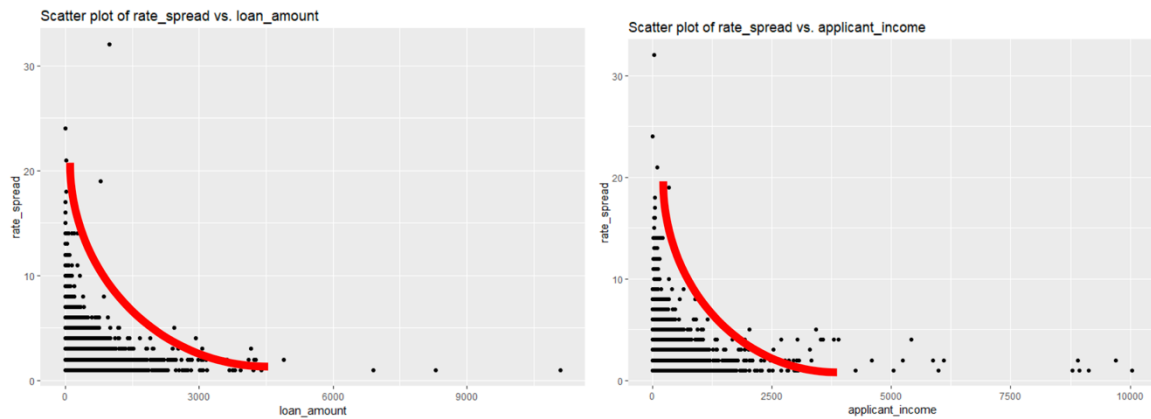 Scatter plot of rate_spread vs. loan_amount
30
20
10
0
rate_spread
0
3000
6000
9000
loan_amount
Scatter plot of rate_spread vs. applicant_income
30
20
10
0
rate_spread
0
2500
5000
7500
10000
applicant_income